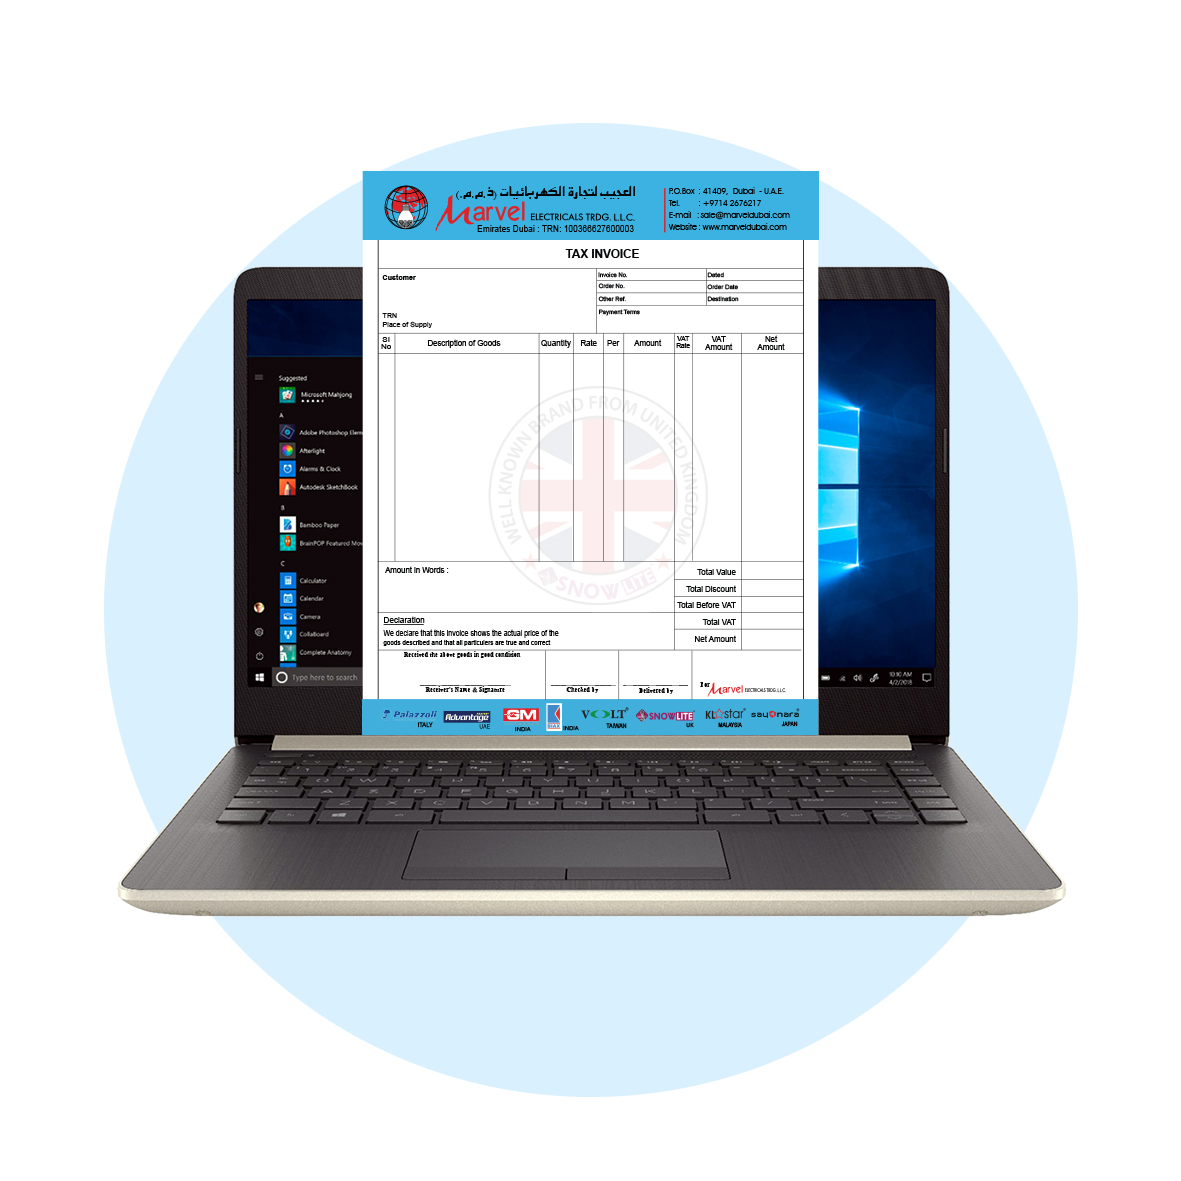 العجيب لتجارة الكهربائيات (ذ.م.م.)
Marvel ELECTRICALS TRDG. L.L.C.
Emirates Dubai : TRN: 100366627600003
P.O.Box : 41409, Dubai - U.A.E.
Tel. : +9714 2676217
E-mail : sale@marveldubai.com
Website : www.marveldubai.com
TAX INVOICE
Customer
TRN
Place of Supply
Invoice No.
Dated
Order No.
Order Date
Other Ref.
Destination
Payment Terms
SI No
Description of Goods
Quantity
Rate
Per
Amount
VAT Rate
VAT Amount
Net Amount
WELL KNOWN BRAND FROM UNITED KINGDOM
SNOWLITE
Amount in Words :
Total Value
Total Discount
Total Before VAT
Total VAT
Net Amount
Declaration
We declare that this invoice shows the actual price of the
goods described and that all particulers are true and correct
Received the above goods in good condition
Receiver's Name & Signature
Checked by
Delivered by
For Marvel ELECTRICALS TRDG. L.L.C.
Palazzoli
ITALY
Advantage
UAE
GM
INDIA
INDIA
VOLT
TAIWAN
SNOWLITE
UK
KLstar
MALAYSIA
sayonara
JAPAN
Suggested
Microsoft Mahjong
A
Adobe Photoshop Elem
Afterlight
Alarms & Clock
Autodesk SketchBook
B
Bamboo Paper
BrainPOP Featured Mov
C
Calculator
Calendar
Camera
CollaBoard
Complete Anatomy
Type here to search
10:10 AM
4/2/2018